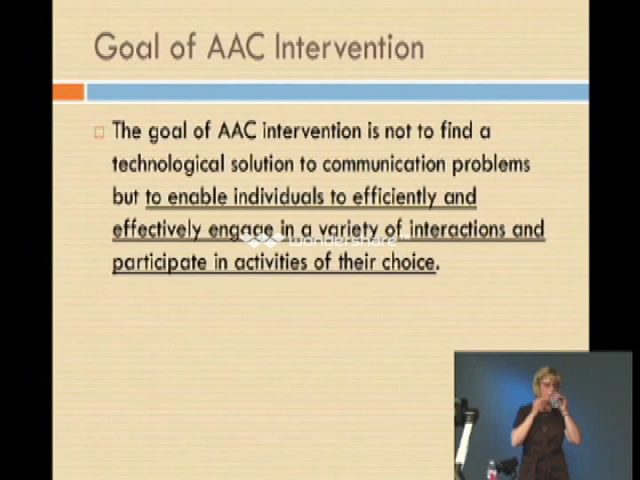 Goal of AAC Intervention
The goal of AAC intervention is not to find a
technological solution to communication problems
but to enable individuals to efficiently and
effectively engage in a variety of interactions and
wondershare™
participate in activities of their choice.